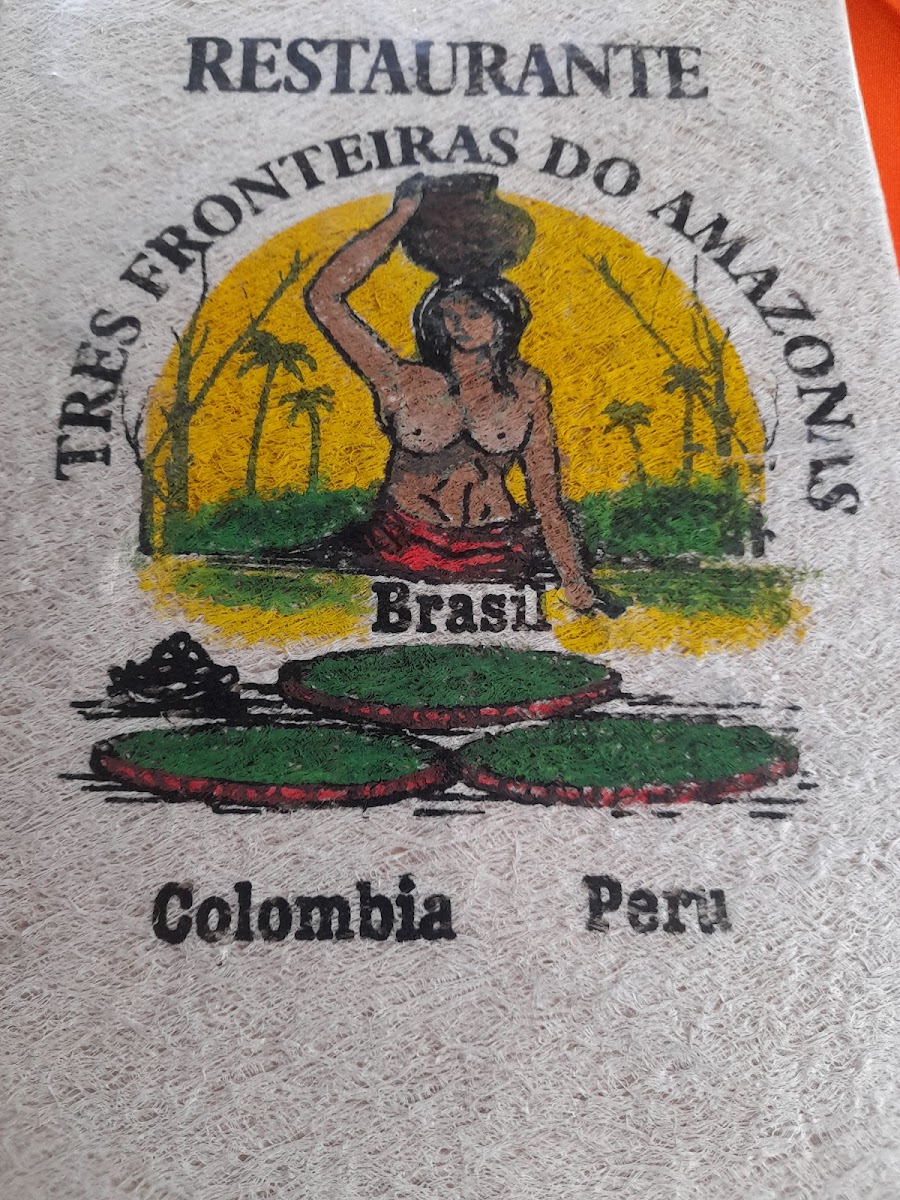 RESTAURANTE
TRES FRONTEIRAS DO AMAZONAS
Brasil
Colombia Peru